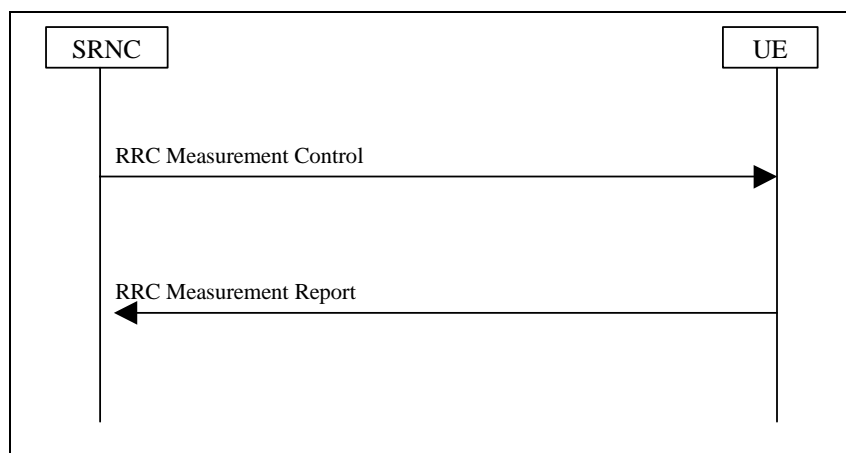 SRNC
UE
RRC Measurement Control
RRC Measurement Report